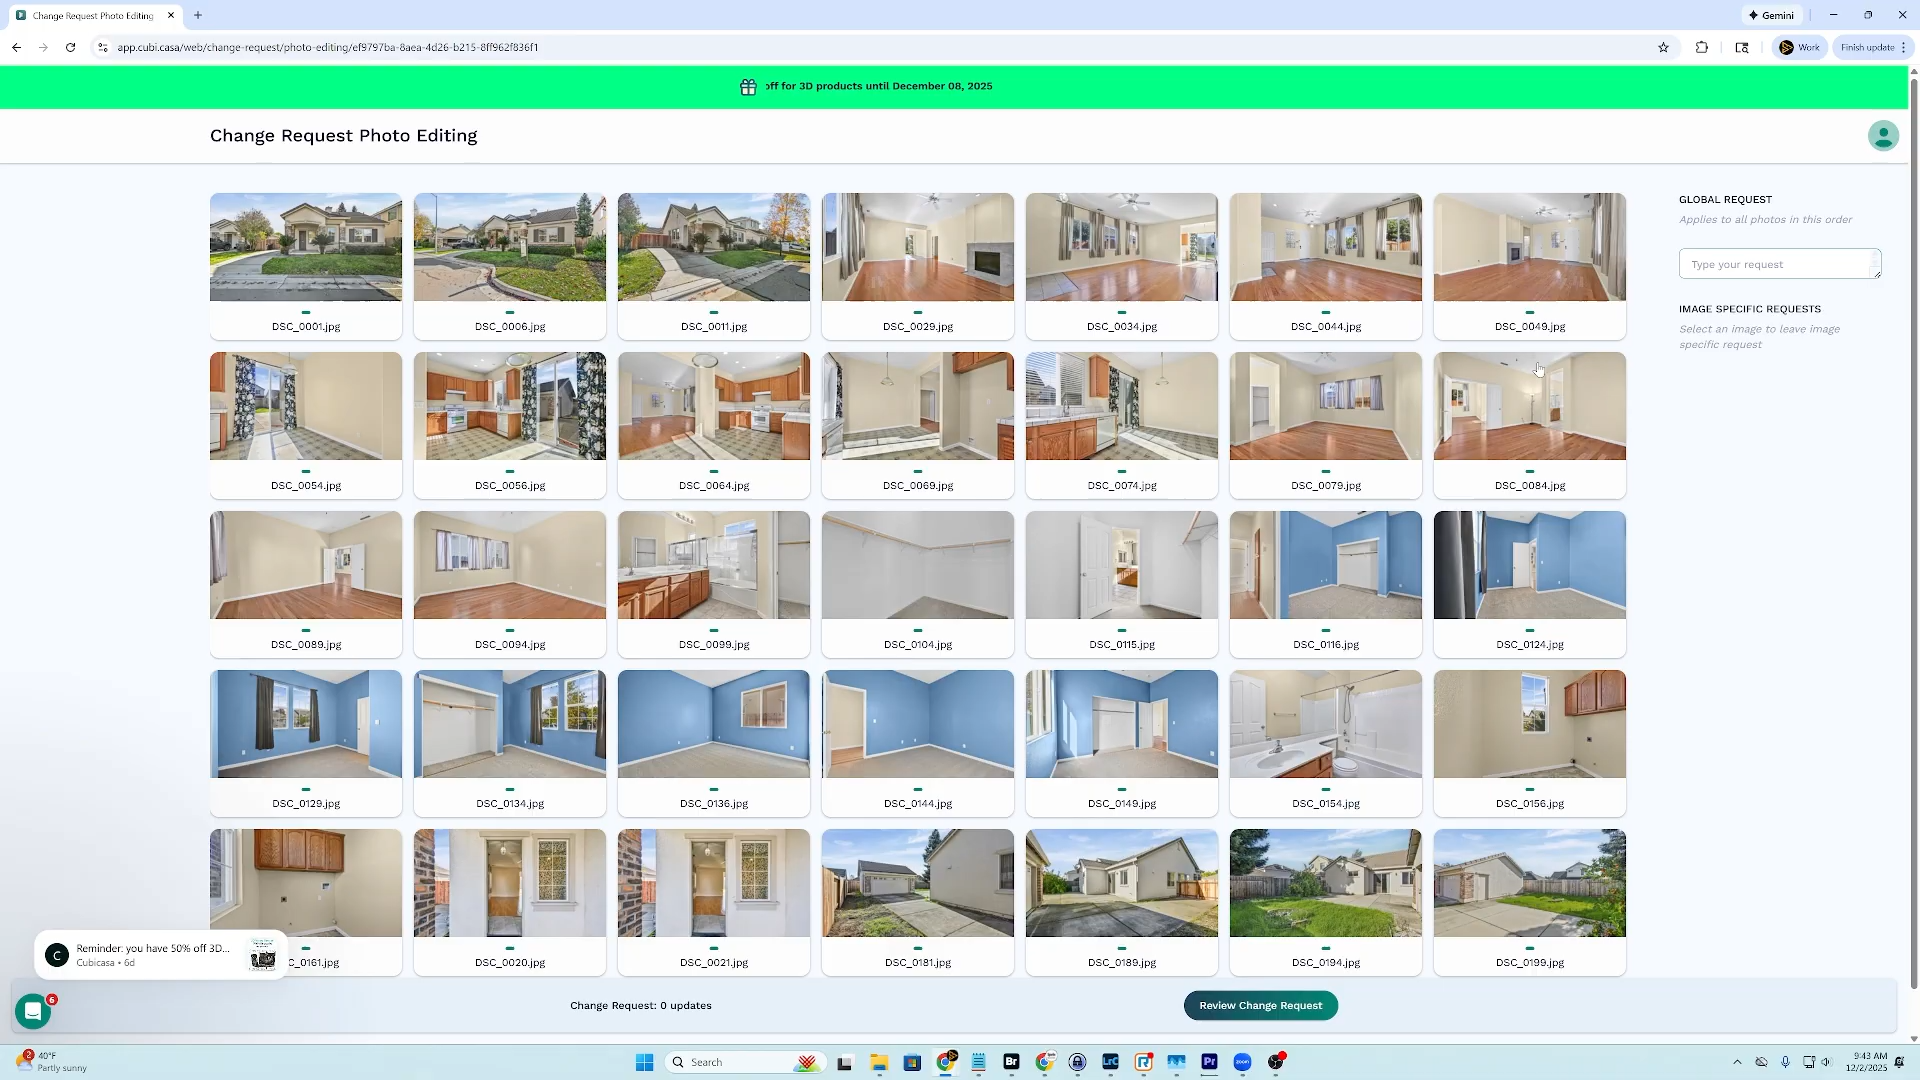 Change Request Photo Editing
Gemini
app.cubi.casa/web/change-request/photo-editing/ef9797ba-8aea-4d26-b215-8ff962f836f1
Work
Finish update
off for 3D products until December 08, 2025
Change Request Photo Editing
GLOBAL REQUEST
Applies to all photos in this order
Type your request
IMAGE SPECIFIC REQUESTS
Select an image to leave image
specific request
DSC_0001.jpg
DSC_0006.jpg
DSC_0011.jpg
DSC_0029.jpg
DSC_0034.jpg
DSC_0044.jpg
DSC_0049.jpg
DSC_0054.jpg
DSC_0056.jpg
DSC_0064.jpg
DSC_0069.jpg
DSC_0074.jpg
DSC_0079.jpg
DSC_0084.jpg
DSC_0089.jpg
DSC_0094.jpg
DSC_0099.jpg
DSC_0104.jpg
DSC_0115.jpg
DSC_0116.jpg
DSC_0124.jpg
DSC_0129.jpg
DSC_0134.jpg
DSC_0136.jpg
DSC_0144.jpg
DSC_0149.jpg
DSC_0154.jpg
DSC_0156.jpg
C_0161.jpg
DSC_0020.jpg
DSC_0021.jpg
DSC_0181.jpg
DSC_0189.jpg
DSC_0194.jpg
DSC_0199.jpg
C
Reminder: you have 50% off 3D...
Cubicasa • 6d
6
Change Request: 0 updates
Review Change Request
2
40°F
Partly sunny
Search
Br
LrC
Pr
zoom
9:43 AM
12/2/2025